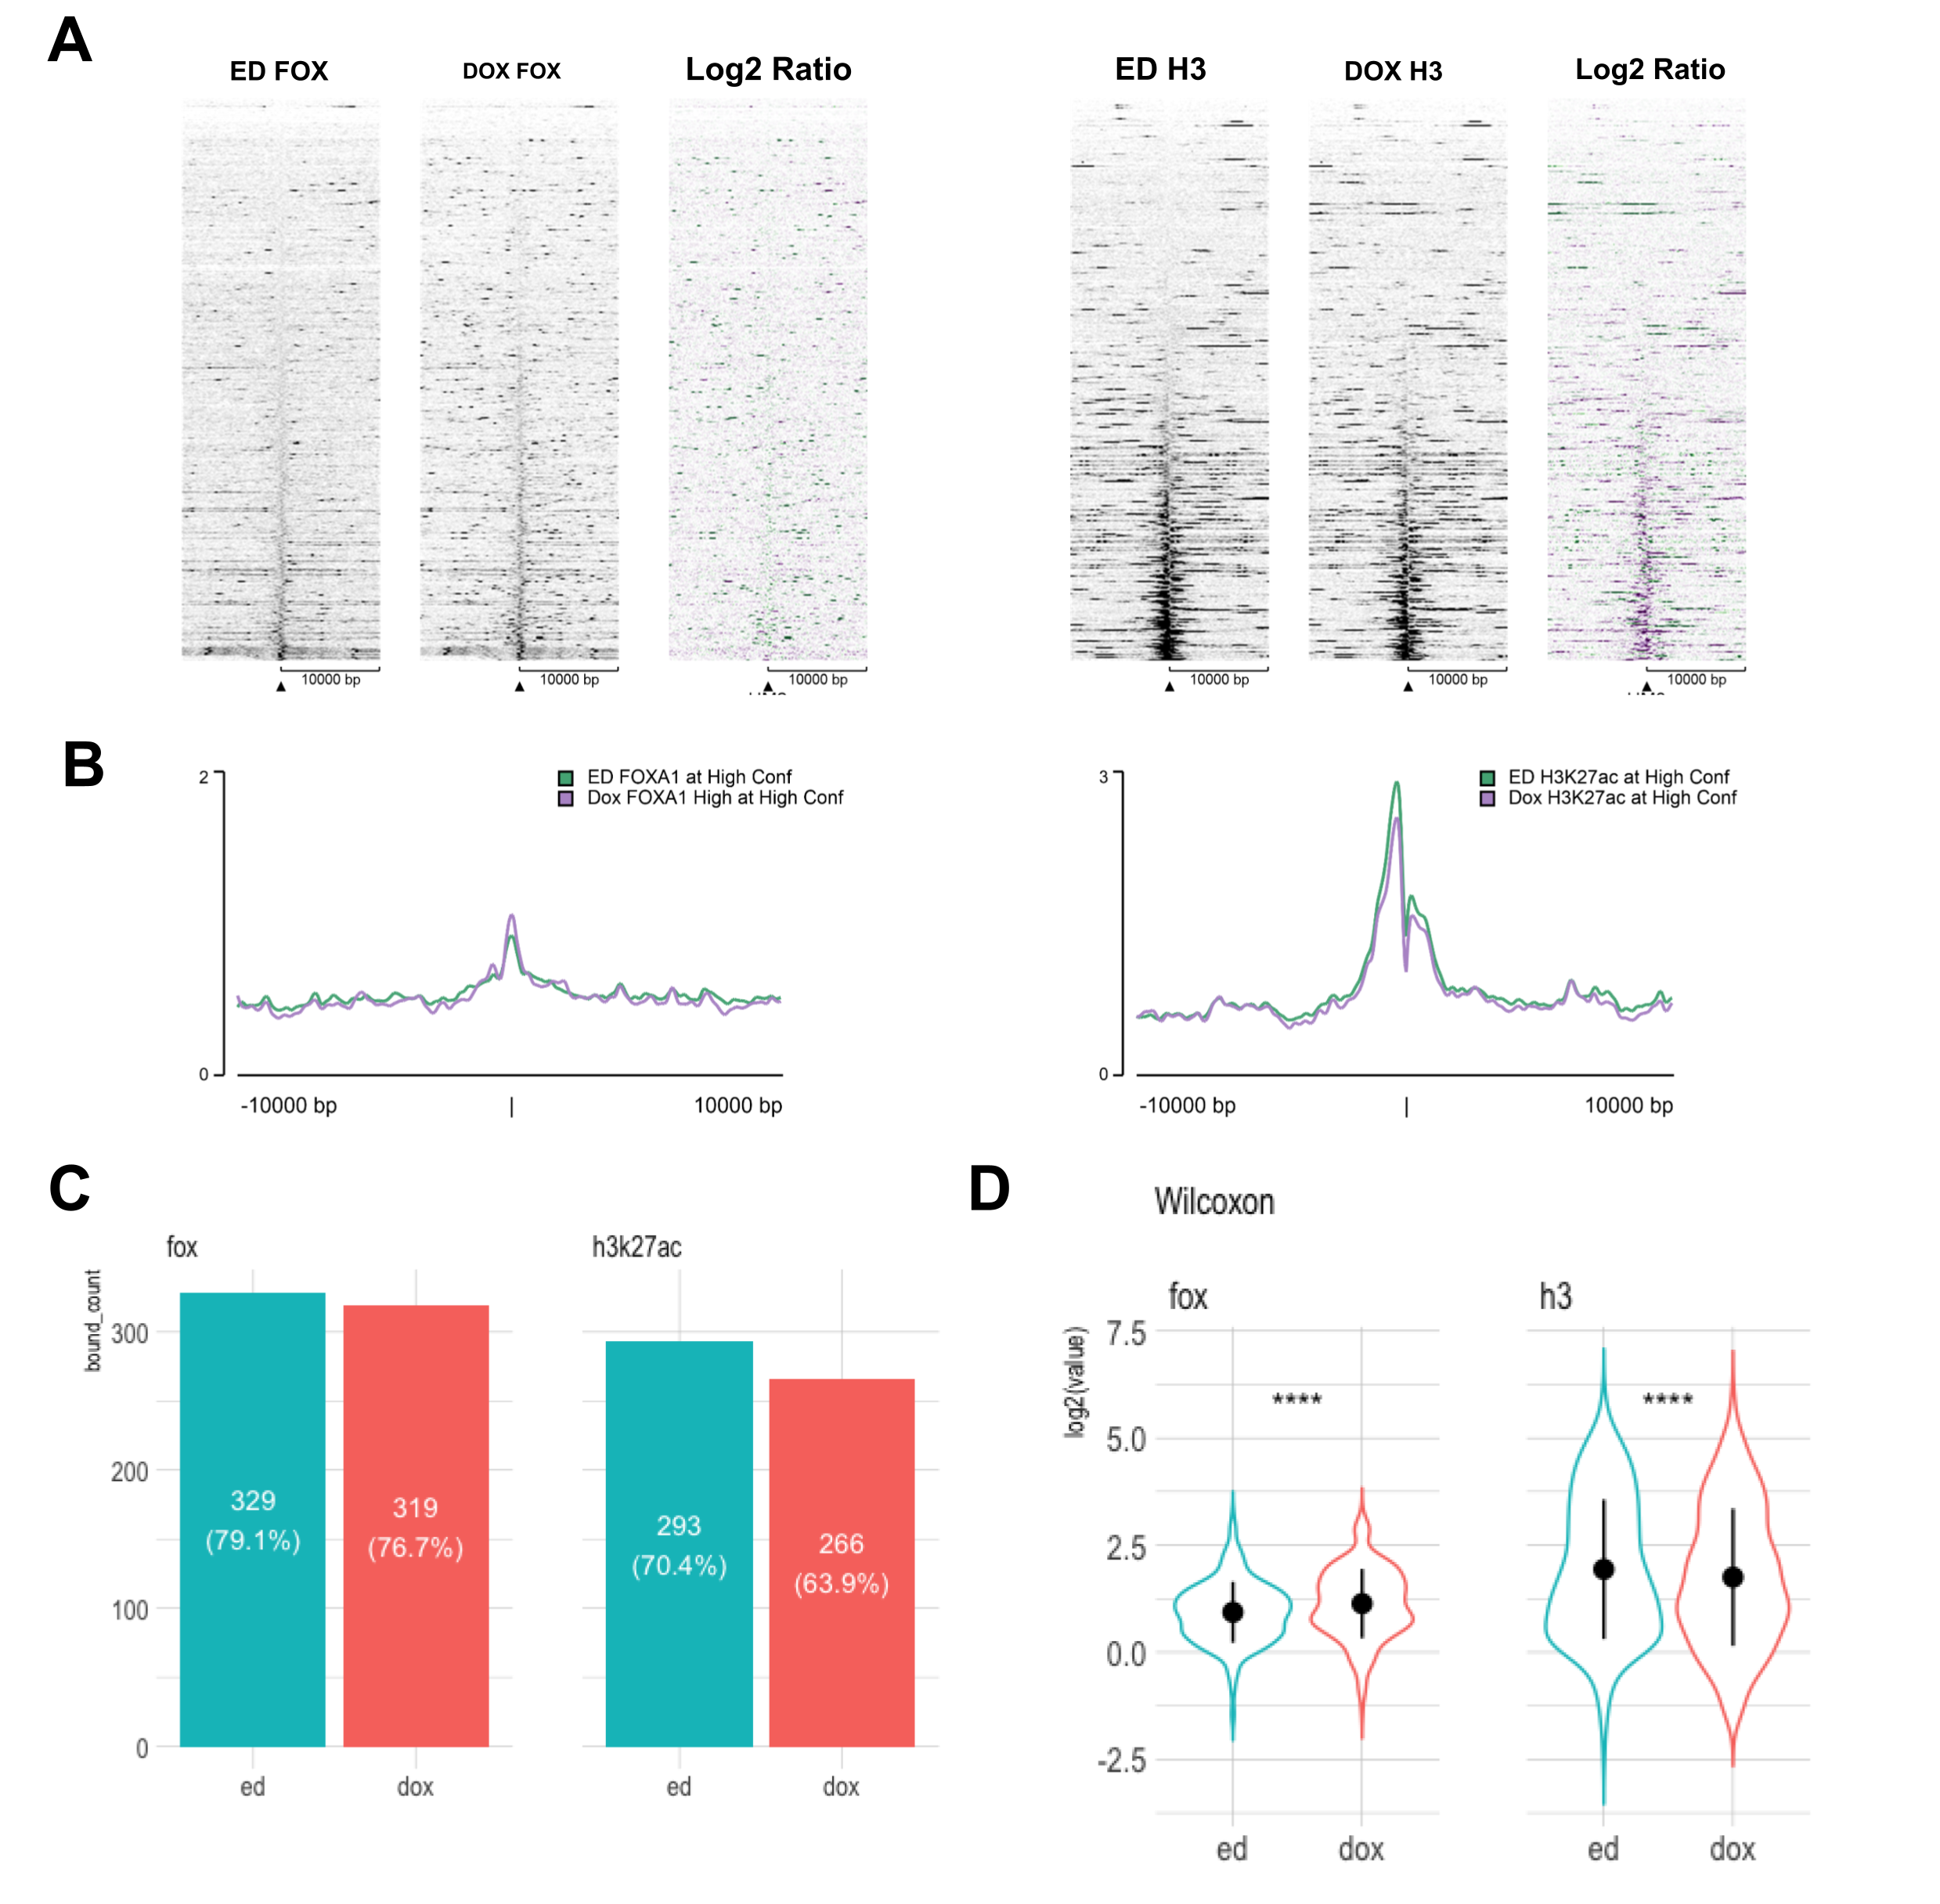 A
ED FOX
DOX FOX
Log2 Ratio
ED H3
DOX H3
Log2 Ratio
10000 bp
10000 bp
10000 bp
10000 bp
10000 bp
10000 bp
B
2
0
ED FOXA1 at High Conf
Dox FOXA1 High at High Conf
-10000 bp
10000 bp
3
0
ED H3K27ac at High Conf
Dox H3K27ac at High Conf
-10000 bp
10000 bp
C
fox
h3k27ac
bound_count
300
200
100
0
329
(79.1%)
319
(76.7%)
293
(70.4%)
266
(63.9%)
ed
dox
ed
dox
D
Wilcoxon
fox
h3
log2(value)
7.5
5.0
2.5
0.0
-2.5
****
****
ed
dox
ed
dox